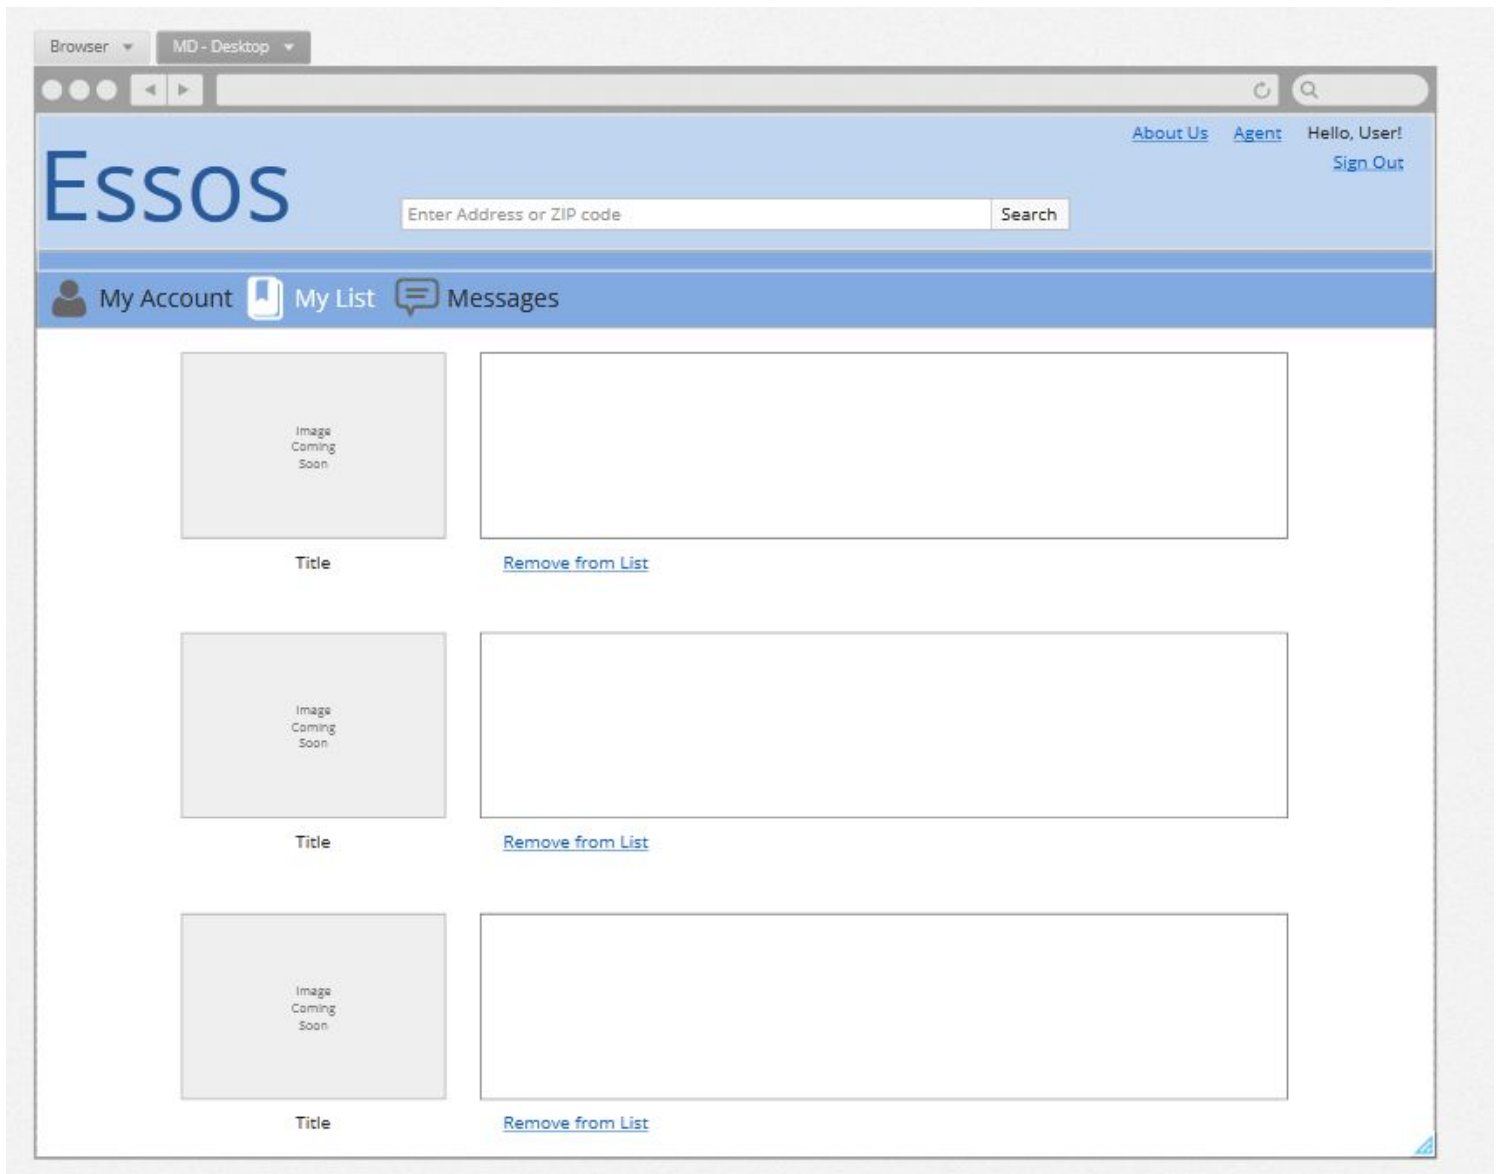 Browser
MD - Desktop
About Us Agent Hello, User!
Sign Out
Essos
Enter Address or ZIP code Search
My Account My List Messages
Image
Coming
Soon
Title Remove from List
Image
Coming
Soon
Title Remove from List
Image
Coming
Soon
Title Remove from List